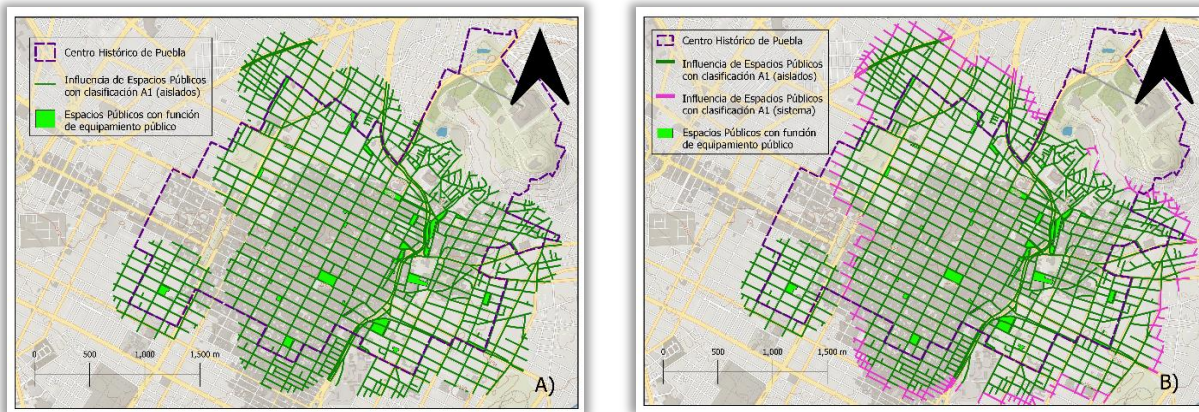 Centro Histórico de Puebla
Influencia de Espacios Públicos
con clasificación A1 (aislados)
Espacios Públicos con función
de equipamiento público
0 500 1,000 1,500 m
A)
Centro Histórico de Puebla
Influencia de Espacios Públicos
con clasificación A1 (aislados)
Influencia de Espacios Públicos
con clasificación A1 (sistema)
Espacios Públicos con función
de equipamiento público
0 500 1,000 1,500 m
B)